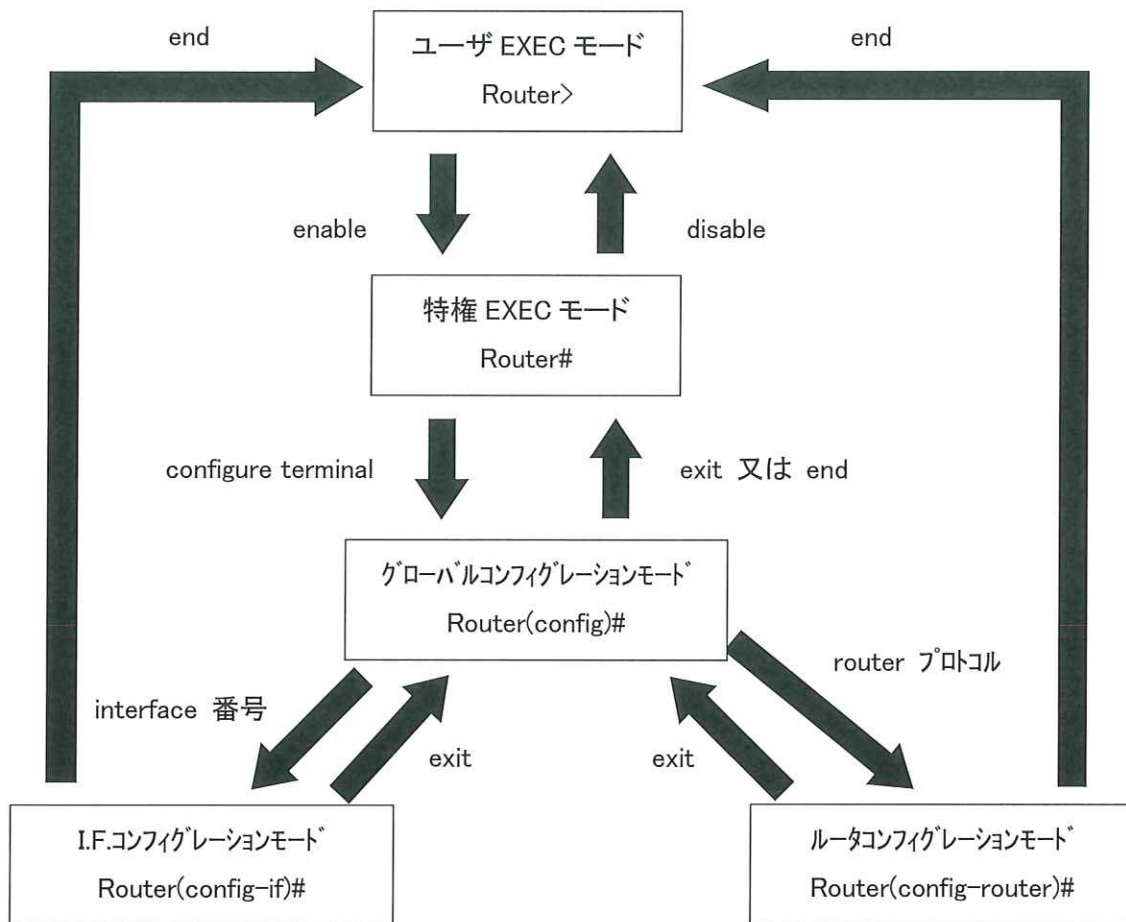 end
ユーザ EXEC モード
Router>
end
enable
disable
特権 EXEC モード
Router#
configure terminal
exit 又は end
ｸﾞﾛｰﾊﾞﾙｺﾝﾌｨｸﾞﾚｰｼｮﾝﾓｰﾄﾞ
Router(config)#
router ﾌﾟﾛﾄｺﾙ
interface 番号
exit
exit
I.F.ｺﾝﾌｨｸﾞﾚｰｼｮﾝﾓｰﾄﾞ
Router(config-if)#
ﾙｰﾀｺﾝﾌｨｸﾞﾚｰｼｮﾝﾓｰﾄﾞ
Router(config-router)#